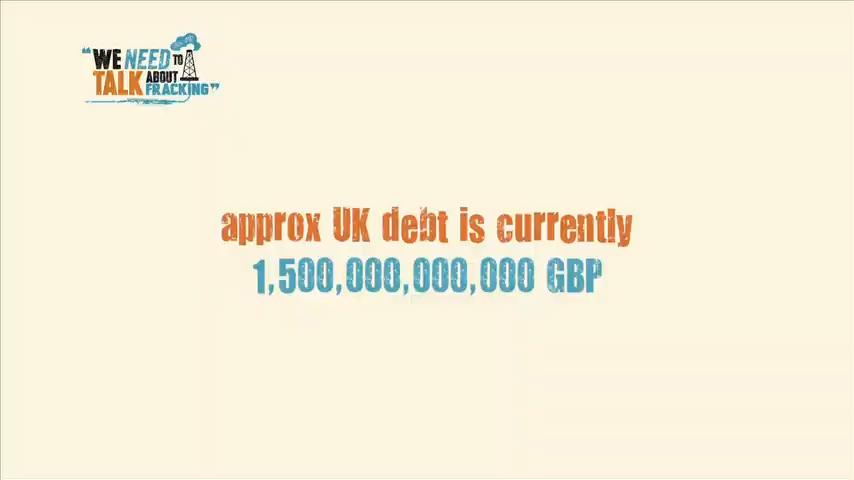 "WE NEED TO
TALK ABOUT
FRACKING"
approx UK debt is currently
1,500,000,000,000 GBP